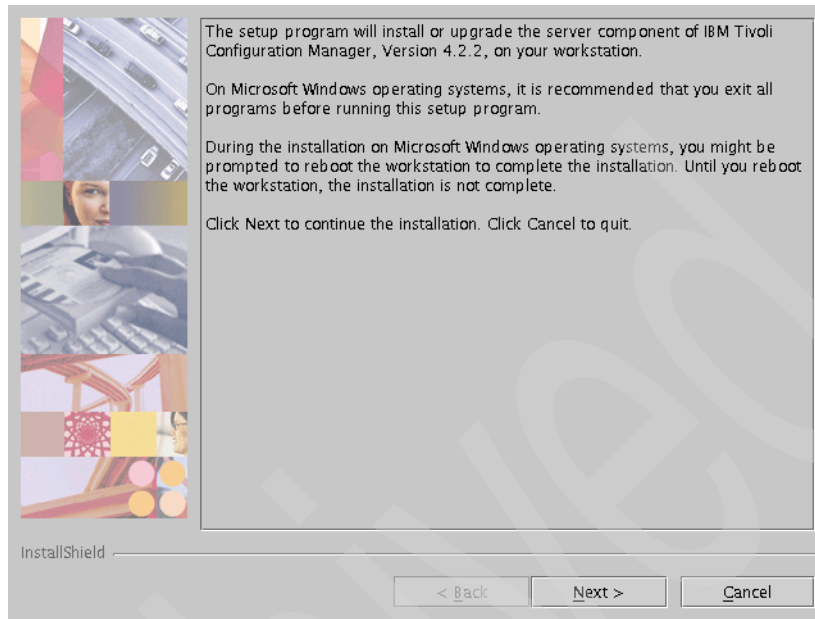 The setup program will install or upgrade the server component of IBM Tivoli
Configuration Manager, Version 4.2.2, on your workstation.
On Microsoft Windows operating systems, it is recommended that you exit all
programs before running this setup program.
During the installation on Microsoft Windows operating systems, you might be
prompted to reboot the workstation to complete the installation. Until you reboot
the workstation, the installation is not complete.
Click Next to continue the installation. Click Cancel to quit.
InstallShield
< Back
Next >
Cancel